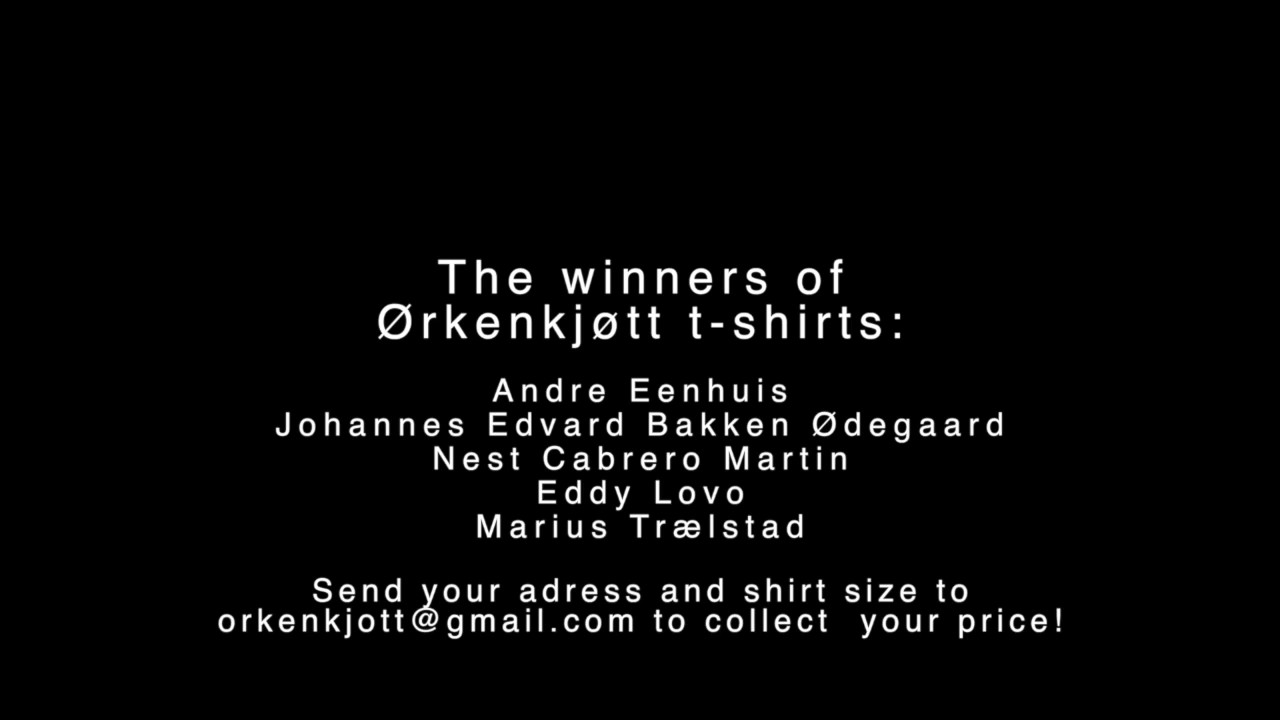 The winners of
Ørkenkjøtt t-shirts:
Andre Eenhuis
Johannes Edvard Bakken Ødegaard
Nest Cabrero Martin
Eddy Lovo
Marius Trælstad
Send your adress and shirt size to
orkenkjott@gmail.com to collect  your price!